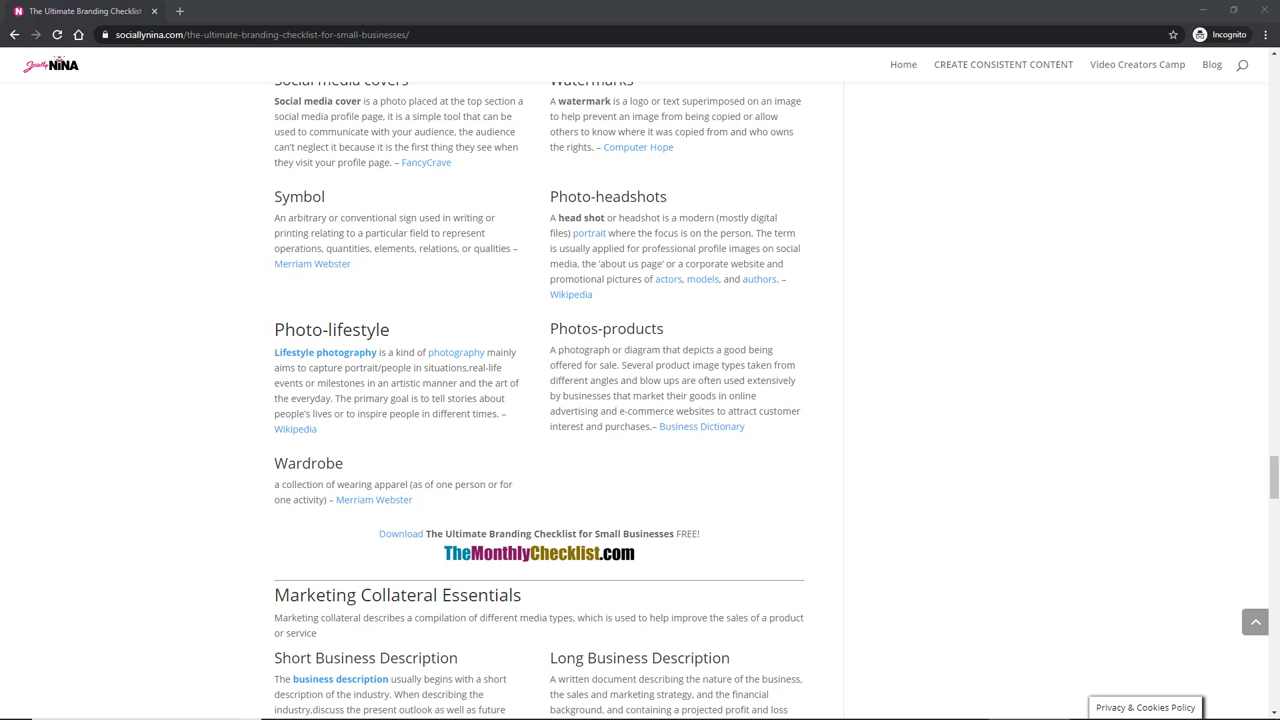 The Ultimate Branding Checklist
sociallynina.com/the-ultimate-branding-checklist-for-small-businesses/
Incognito
Socially NiNA
Home
CREATE CONSISTENT CONTENT
Video Creators Camp
Blog
Social media covers
Social media cover is a photo placed at the top section a
social media profile page, it is a simple tool that can be
used to communicate with your audience, the audience
can't neglect it because it is the first thing they see when
they visit your profile page. – FancyCrave
Watermarks
A watermark is a logo or text superimposed on an image
to help prevent an image from being copied or allow
others to know where it was copied from and who owns
the rights. – Computer Hope
Symbol
An arbitrary or conventional sign used in writing or
printing relating to a particular field to represent
operations, quantities, elements, relations, or qualities –
Merriam Webster
Photo-headshots
A head shot or headshot is a modern (mostly digital
files) portrait where the focus is on the person. The term
is usually applied for professional profile images on social
media, the 'about us page' or a corporate website and
promotional pictures of actors, models, and authors. –
Wikipedia
Photo-lifestyle
Lifestyle photography is a kind of photography mainly
aims to capture portrait/people in situations,real-life
events or milestones in an artistic manner and the art of
the everyday. The primary goal is to tell stories about
people's lives or to inspire people in different times. –
Wikipedia
Photos-products
A photograph or diagram that depicts a good being
offered for sale. Several product image types taken from
different angles and blow ups are often used extensively
by businesses that market their goods in online
advertising and e-commerce websites to attract customer
interest and purchases.– Business Dictionary
Wardrobe
a collection of wearing apparel (as of one person or for
one activity) – Merriam Webster
Download The Ultimate Branding Checklist for Small Businesses FREE!
TheMonthlyChecklist.com
Marketing Collateral Essentials
Marketing collateral describes a compilation of different media types, which is used to help improve the sales of a product
or service
Short Business Description
The business description usually begins with a short
description of the industry. When describing the
industry,discuss the present outlook as well as future
Long Business Description
A written document describing the nature of the business,
the sales and marketing strategy, and the financial
background, and containing a projected profit and loss
Privacy & Cookies Policy